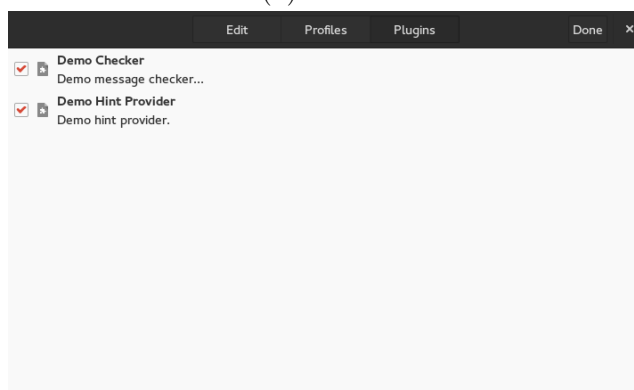 Edit Profiles Plugins Done ×
Demo Checker
Demo message checker...
Demo Hint Provider
Demo hint provider.